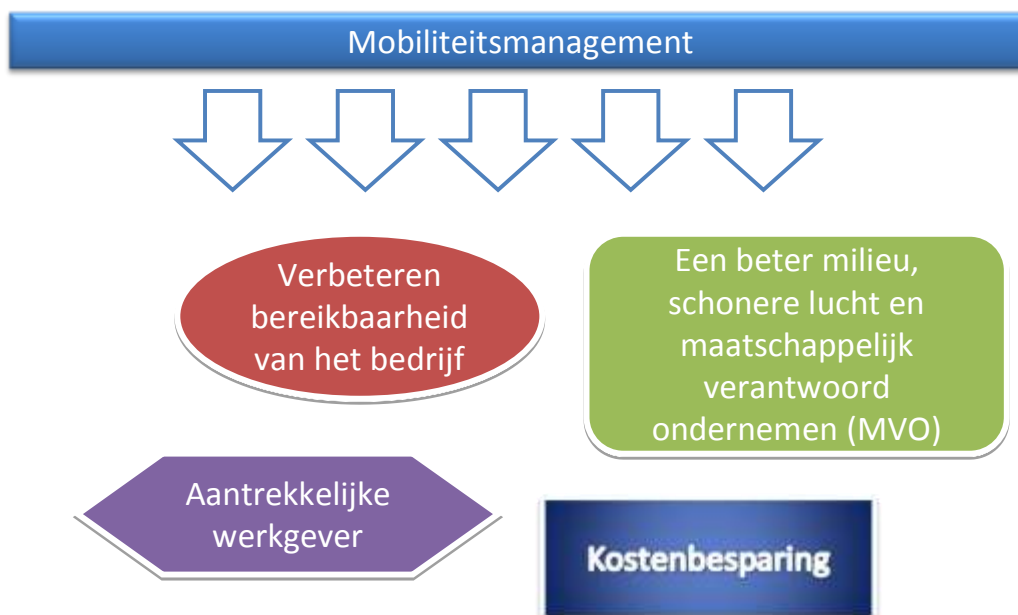 Mobiliteitsmanagement
Verbeteren
bereikbaarheid
van het bedrijf
Een beter milieu,
schonere lucht en
maatschappelijk
verantwoord
ondernemen (MVO)
Aantrekkelijke
werkgever
Kostenbesparing